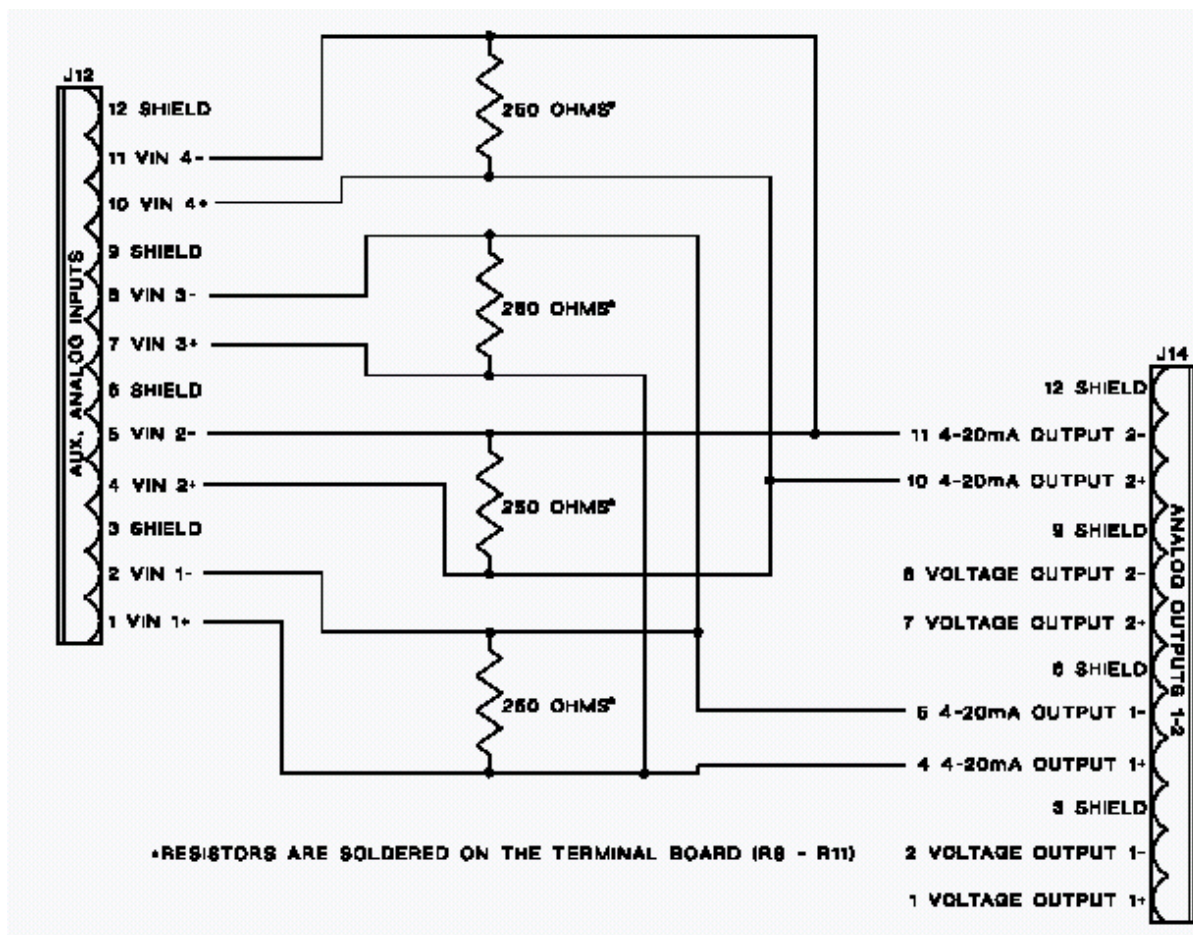 J12
12 SHIELD
11 VIN 4-
10 VIN 4+
9 SHIELD
8 VIN 3-
7 VIN 3+
6 SHIELD
5 VIN 2-
4 VIN 2+
3 SHIELD
2 VIN 1-
1 VIN 1+
AUX. ANALOG INPUTS
250 OHMS*
250 OHMS*
250 OHMS*
250 OHMS*
J14
12 SHIELD
11 4-20mA OUTPUT 2-
10 4-20mA OUTPUT 2+
9 SHIELD
8 VOLTAGE OUTPUT 2-
7 VOLTAGE OUTPUT 2+
6 SHIELD
5 4-20mA OUTPUT 1-
4 4-20mA OUTPUT 1+
3 SHIELD
2 VOLTAGE OUTPUT 1-
1 VOLTAGE OUTPUT 1+
ANALOG OUTPUTS 1-2
*RESISTORS ARE SOLDERED ON THE TERMINAL BOARD (R8 - R11)